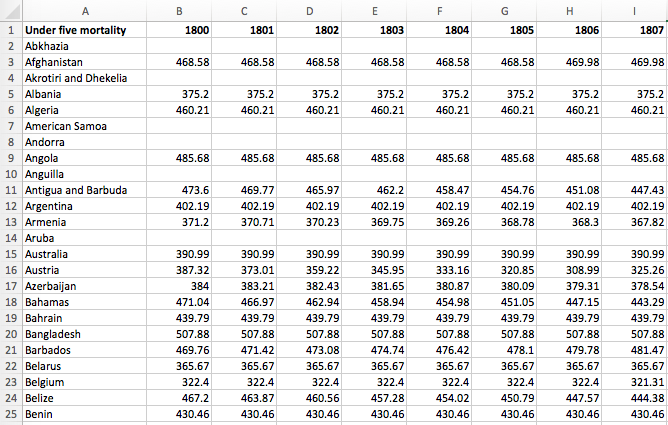 A B C D E F G H I
1 Under five mortality 1800 1801 1802 1803 1804 1805 1806 1807
2 Abkhazia
3 Afghanistan 468.58 468.58 468.58 468.58 468.58 468.58 469.98 469.98
4 Akrotiri and Dhekelia
5 Albania 375.2 375.2 375.2 375.2 375.2 375.2 375.2 375.2
6 Algeria 460.21 460.21 460.21 460.21 460.21 460.21 460.21 460.21
7 American Samoa
8 Andorra
9 Angola 485.68 485.68 485.68 485.68 485.68 485.68 485.68 485.68
10 Anguilla
11 Antigua and Barbuda 473.6 469.77 465.97 462.2 458.47 454.76 451.08 447.43
12 Argentina 402.19 402.19 402.19 402.19 402.19 402.19 402.19 402.19
13 Armenia 371.2 370.71 370.23 369.75 369.26 368.78 368.3 367.82
14 Aruba
15 Australia 390.99 390.99 390.99 390.99 390.99 390.99 390.99 390.99
16 Austria 387.32 373.01 359.22 345.95 333.16 320.85 308.99 325.26
17 Azerbaijan 384 383.21 382.43 381.65 380.87 380.09 379.31 378.54
18 Bahamas 471.04 466.97 462.94 458.94 454.98 451.05 447.15 443.29
19 Bahrain 439.79 439.79 439.79 439.79 439.79 439.79 439.79 439.79
20 Bangladesh 507.88 507.88 507.88 507.88 507.88 507.88 507.88 507.88
21 Barbados 469.76 471.42 473.08 474.74 476.42 478.1 479.78 481.47
22 Belarus 365.67 365.67 365.67 365.67 365.67 365.67 365.67 365.67
23 Belgium 322.4 322.4 322.4 322.4 322.4 322.4 322.4 321.31
24 Belize 467.2 463.87 460.56 457.28 454.02 450.79 447.57 444.38
25 Benin 430.46 430.46 430.46 430.46 430.46 430.46 430.46 430.46